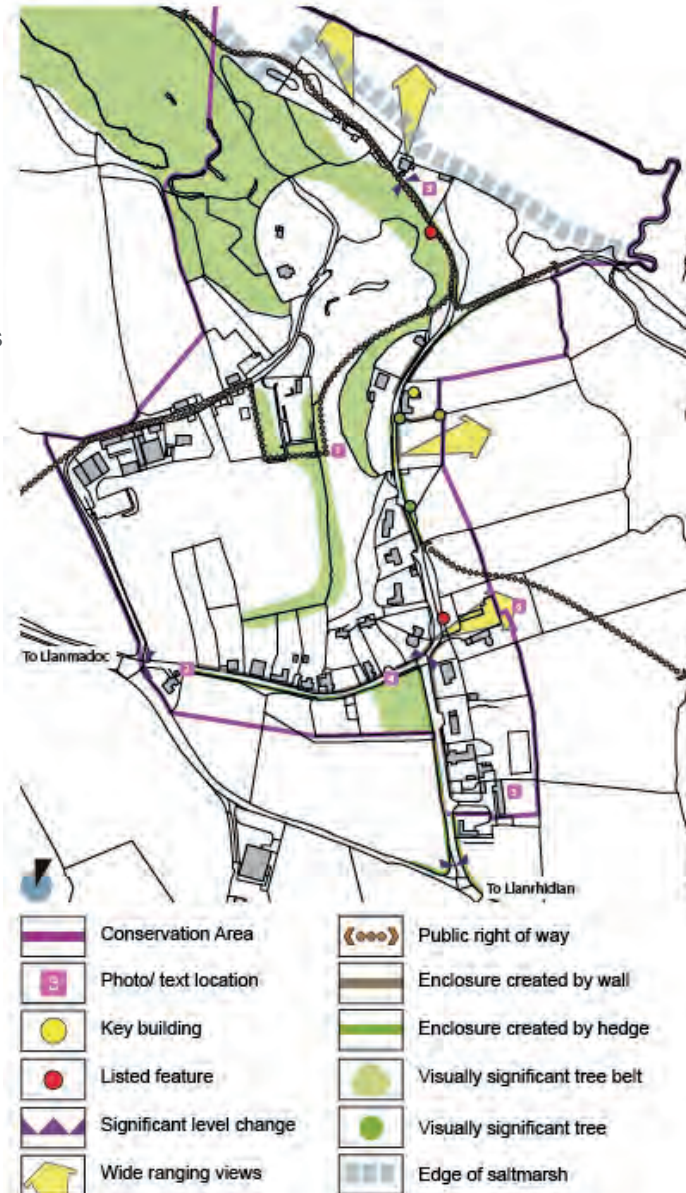 s
3
To Llanmadoc
To Llanrhidian
Conservation Area
Public right of way
Photo/ text location
Enclosure created by wall
Key building
Enclosure created by hedge
Listed feature
Visually significant tree belt
Significant level change
Visually significant tree
Wide ranging views
Edge of saltmarsh